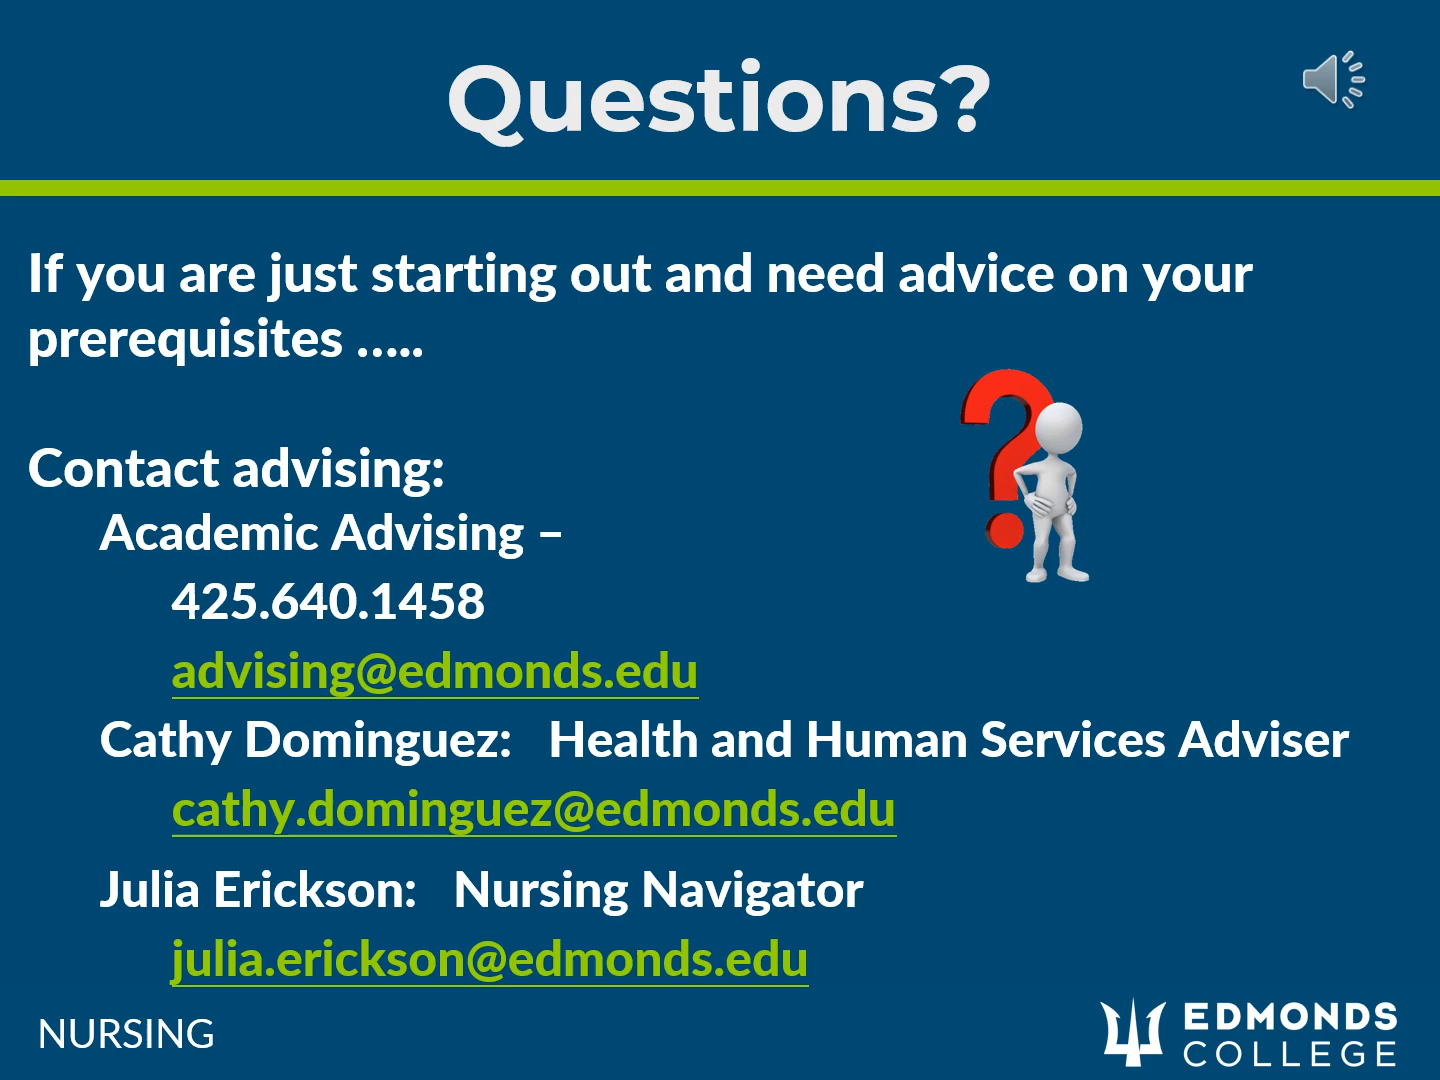 Questions?
If you are just starting out and need advice on your
prerequisites …..
Contact advising:
Academic Advising –
425.640.1458
advising@edmonds.edu
Cathy Dominguez:   Health and Human Services Adviser
cathy.dominguez@edmonds.edu
Julia Erickson:   Nursing Navigator
julia.erickson@edmonds.edu
NURSING
EDMONDS
COLLEGE